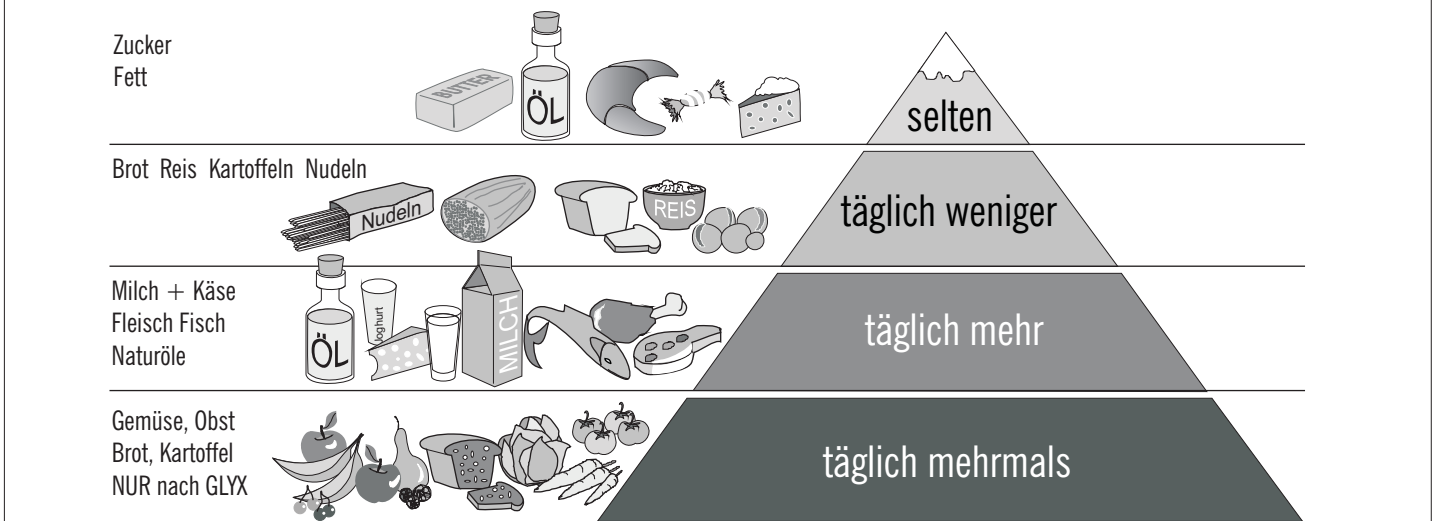 Zucker
Fett
BUTTER
ÖL
selten
Brot Reis Kartoffeln Nudeln
Nudeln
REIS
täglich weniger
Milch + Käse
Fleisch Fisch
Naturöle
ÖL
Joghurt
MILCH
täglich mehr
Gemüse, Obst
Brot, Kartoffel
NUR nach GLYX
täglich mehrmals